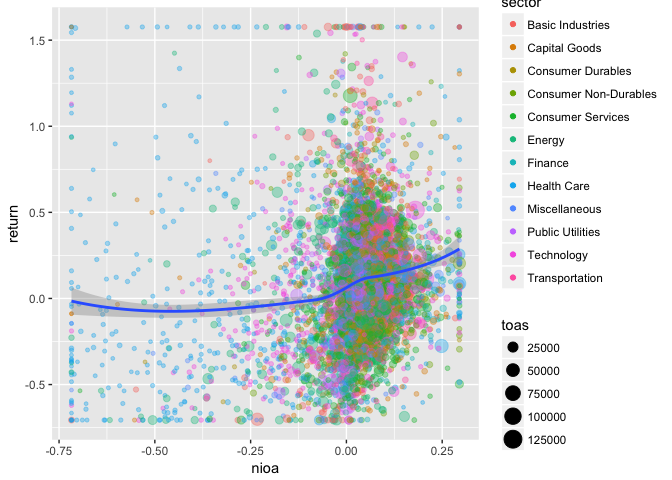 sector
Basic Industries
Capital Goods
Consumer Durables
Consumer Non-Durables
Consumer Services
Energy
Finance
Health Care
Miscellaneous
Public Utilities
Technology
Transportation
toas
25000
50000
75000
100000
125000
return
1.5
1.0
0.5
0.0
-0.5
-0.75
-0.50
-0.25
0.00
0.25
nioa